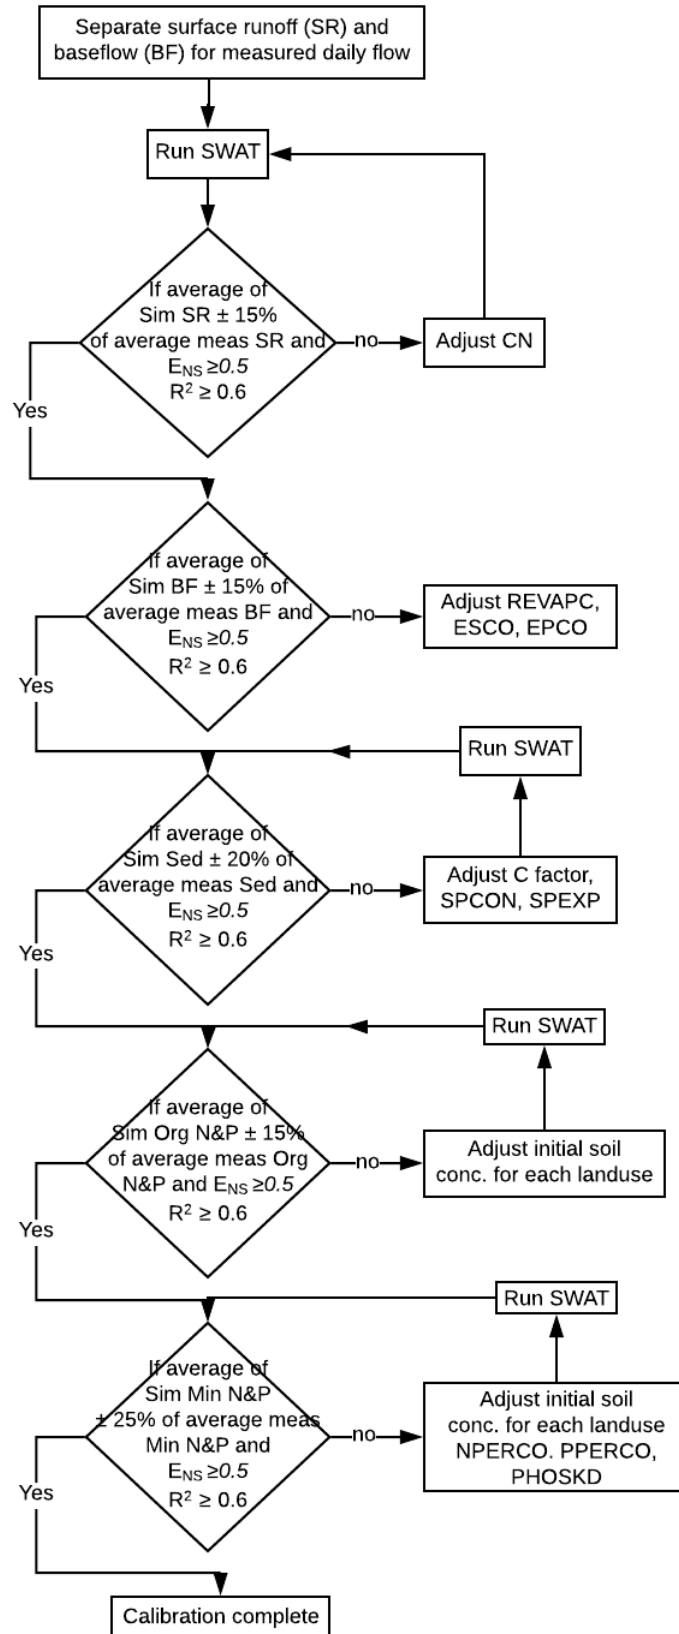 Separate surface runoff (SR) and
baseflow (BF) for measured daily flow
Run SWAT
If average of
Sim SR ± 15%
of average meas SR and
E_NS ≥0.5
R² ≥ 0.6
no
Adjust CN
Yes
If average of
Sim BF ± 15% of
average meas BF and
E_NS ≥0.5
R² ≥ 0.6
no
Adjust REVAPC,
ESCO, EPCO
Yes
Run SWAT
If average of
Sim Sed ± 20% of
average meas Sed and
E_NS ≥0.5
R² ≥ 0.6
no
Adjust C factor,
SPCON, SPEXP
Yes
Run SWAT
If average of
Sim Org N&P ± 15%
of average meas Org
N&P and E_NS ≥0.5
R² ≥ 0.6
no
Adjust initial soil
conc. for each landuse
Yes
Run SWAT
If average of
Sim Min N&P
± 25% of average meas
Min N&P and
E_NS ≥0.5
R² ≥ 0.6
no
Adjust initial soil
conc. for each landuse
NPERCO. PPERCO,
PHOSKD
Yes
Calibration complete